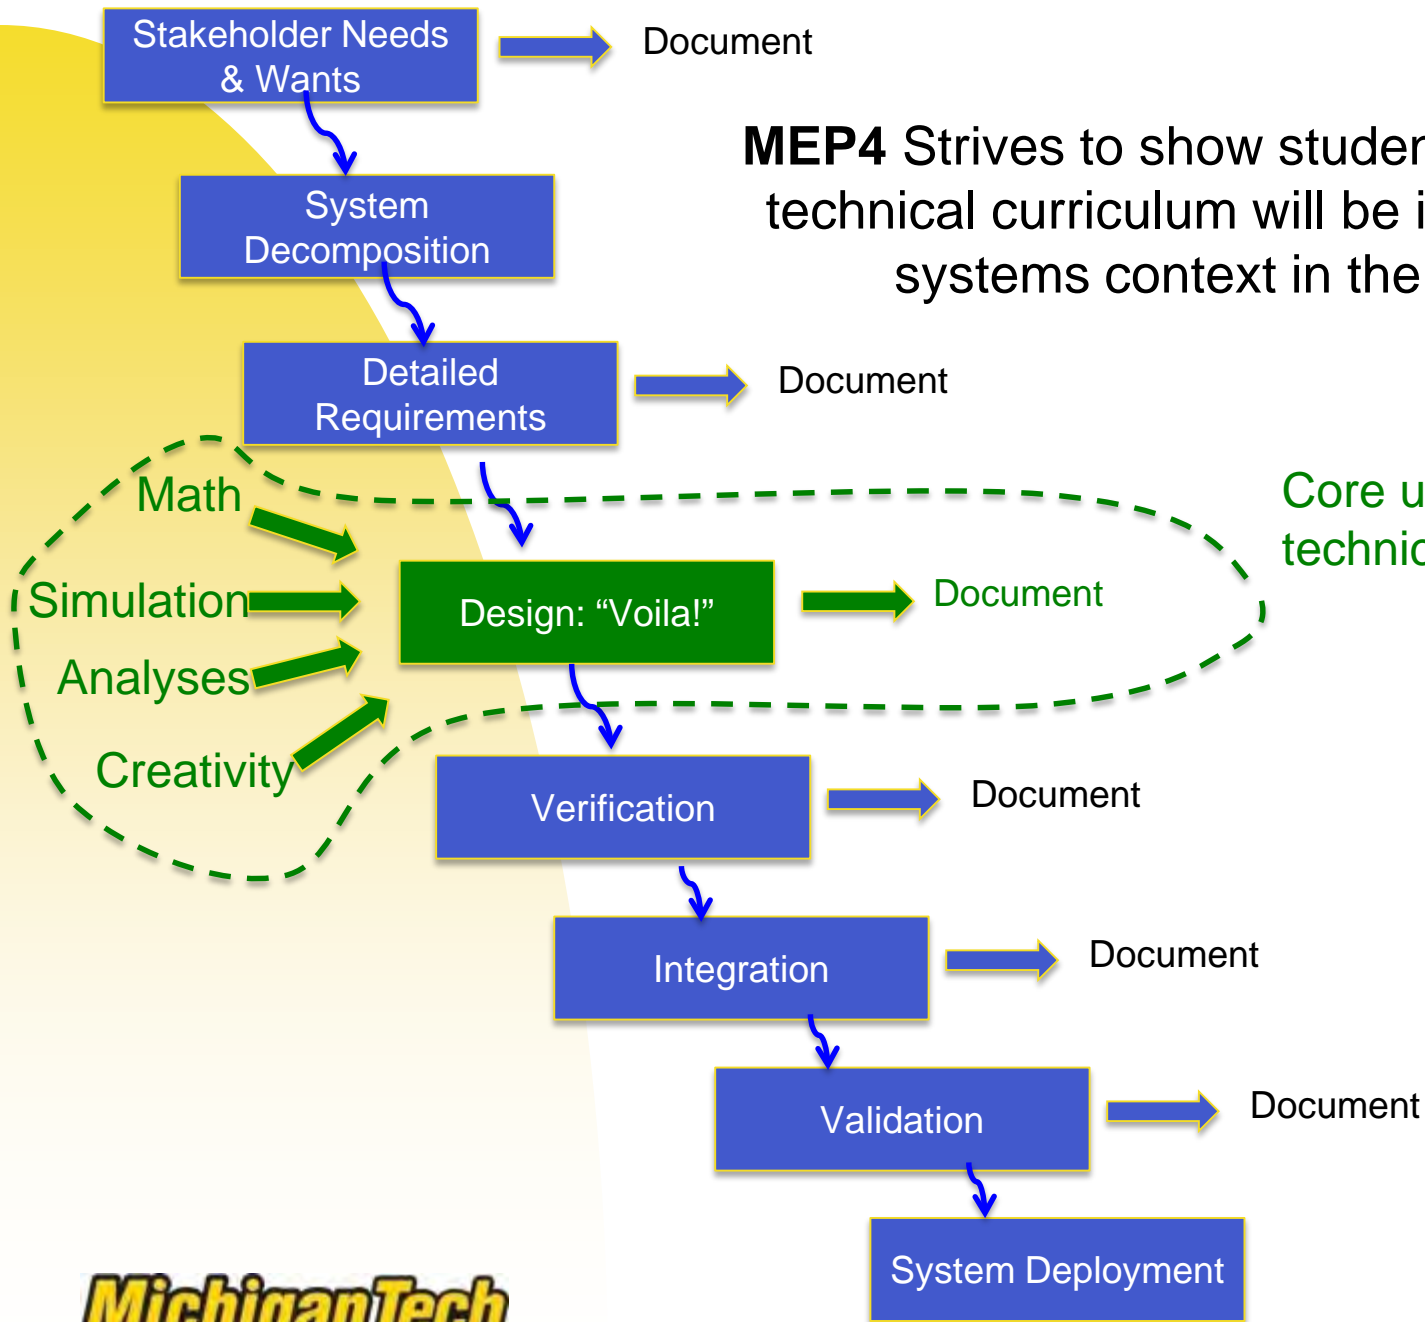 Stakeholder Needs
& Wants
Document
MEP4 Strives to show
technical curriculum will be
systems context in the
System
Decomposition
Detailed
Requirements
Document
Math
Simulation
Analyses
Creativity
Core
Design: “Voila!”
Document
Verification
Document
Integration
Document
Validation
Document
System Deployment
MichiganTech